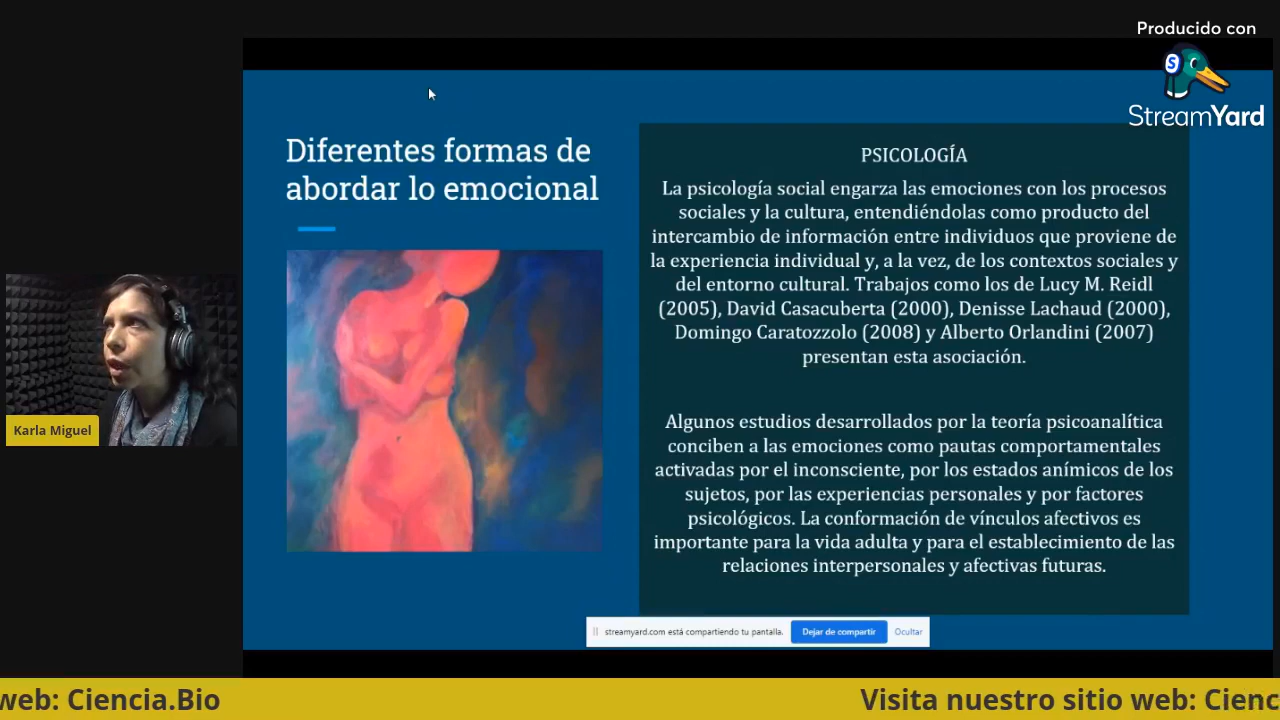 Producido con
StreamYard
Diferentes formas de
abordar lo emocional
PSICOLOGÍA
La psicología social engarza las emociones con los procesos
sociales y la cultura, entendiéndolas como producto del
intercambio de información entre individuos que proviene de
la experiencia individual y, a la vez, de los contextos sociales y
del entorno cultural. Trabajos como los de Lucy M. Reidl
(2005), David Casacuberta (2000), Denisse Lachaud (2000),
Domingo Caratozzolo (2008) y Alberto Orlandini (2007)
presentan esta asociación.
Algunos estudios desarrollados por la teoría psicoanalítica
conciben a las emociones como pautas comportamentales
activadas por el inconsciente, por los estados anímicos de los
sujetos, por las experiencias personales y por factores
psicológicos. La conformación de vínculos afectivos es
importante para la vida adulta y para el establecimiento de las
relaciones interpersonales y afectivas futuras.
Karla Miguel
streamyard.com está compartiendo tu pantalla.
Dejar de compartir
Ocultar
web: Ciencia.Bio
Visita nuestro sitio web: Cienc